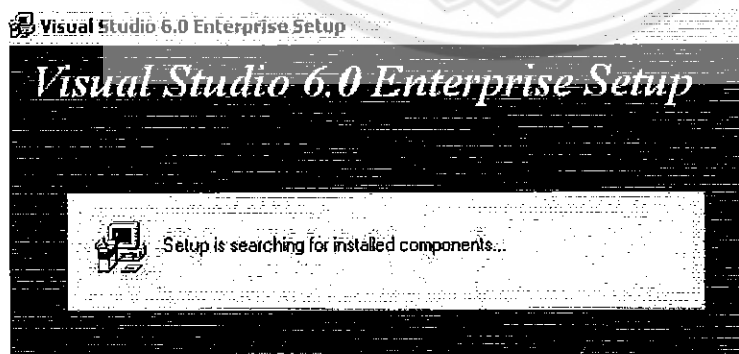 Visual Studio 6.0 Enterprise Setup
Visual Studio 6.0 Enterprise Setup
Setup is searching for installed components...